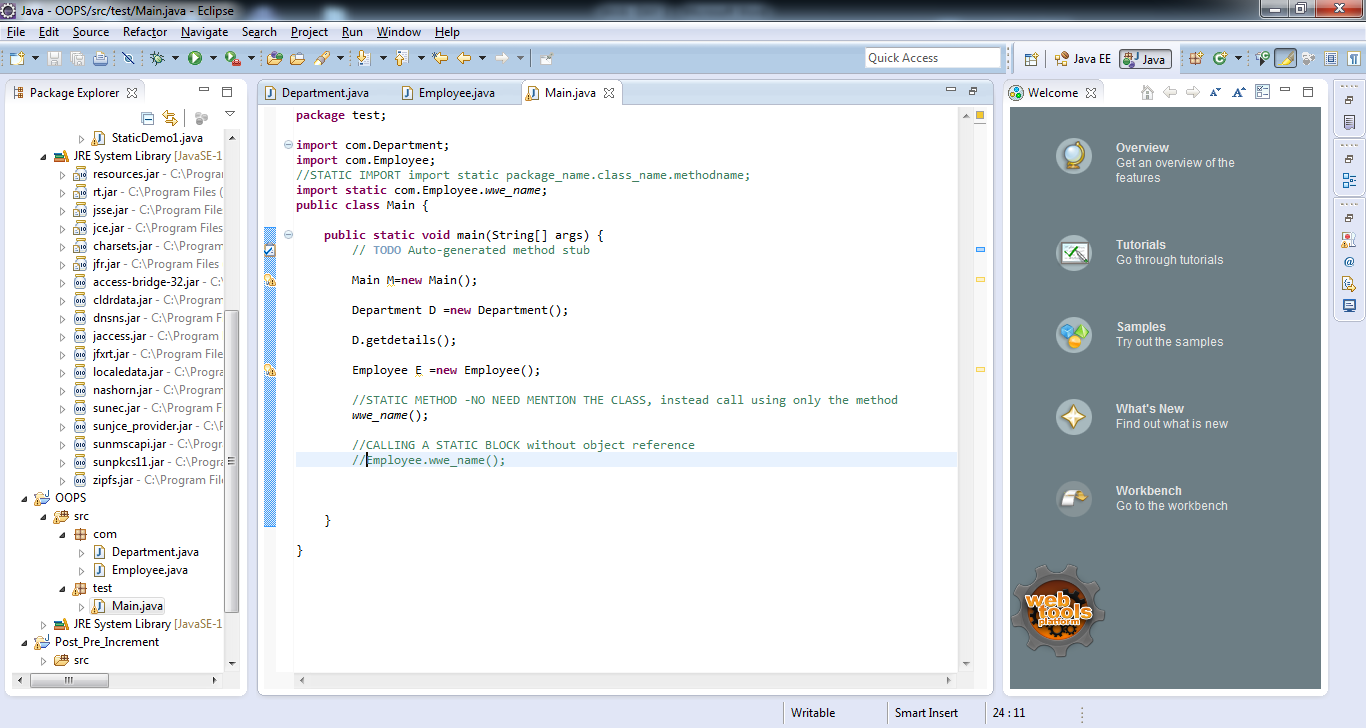 Java - OOPS/src/test/Main.java - Eclipse
File Edit Source Refactor Navigate Search Project Run Window Help
Quick Access
Java EE
Java
Package Explorer
StaticDemo1.java
JRE System Library [JavaSE-1
resources.jar - C:\Progran
rt.jar - C:\Program Files (
jsse.jar - C:\Program File
jce.jar - C:\Program Files
charsets.jar - C:\Program
jfr.jar - C:\Program Files
access-bridge-32.jar - C:\
cldrdata.jar - C:\Program
dnsns.jar - C:\Program F
jaccess.jar - C:\Program
jfxrt.jar - C:\Program File
localedata.jar - C:\Progra
nashorn.jar - C:\Program
sunec.jar - C:\Program F
sunjce_provider.jar - C:\P
sunmscapi.jar - C:\Progr
sunpkcs11.jar - C:\Progra
zipfs.jar - C:\Program Fil
OOPS
src
com
Department.java
Employee.java
test
Main.java
JRE System Library [JavaSE-1
Post_Pre_Increment
src
Department.java Employee.java Main.java
package test;
import com.Department;
import com.Employee;
//STATIC IMPORT import static package_name.class_name.methodname;
import static com.Employee.wwe_name;
public class Main {
public static void main(String[] args) {
// TODO Auto-generated method stub
Main M=new Main();
Department D =new Department();
D.getdetails();
Employee E =new Employee();
//STATIC METHOD -NO NEED MENTION THE CLASS, instead call using only the method
wwe_name();
//CALLING A STATIC BLOCK without object reference
//Employee.wwe_name();
}
}
Welcome
Overview
Get an overview of the
features
Tutorials
Go through tutorials
Samples
Try out the samples
What's New
Find out what is new
Workbench
Go to the workbench
web
tools
platform
Writable
Smart Insert
24 : 11